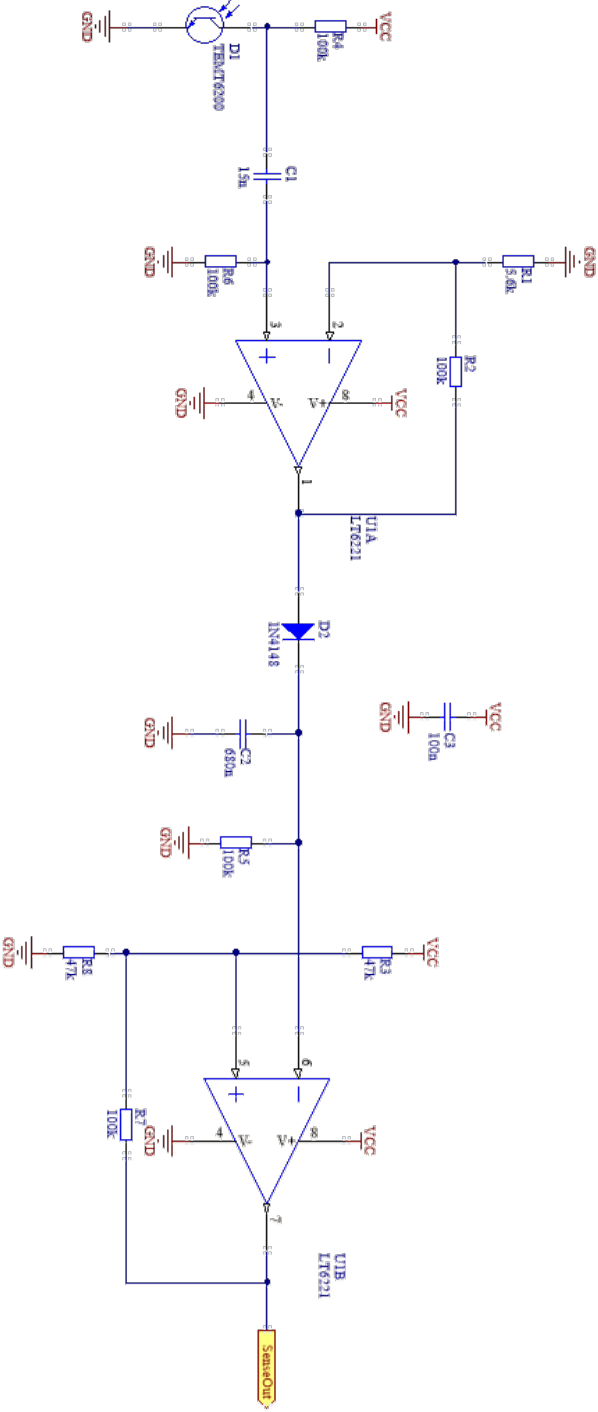 GND
D1
TEMT6200
R4
100k
VCC
C1
15n
GND
R6
100k
R1
5,6k
GND
3
2
R2
100k
GND
4
V-
V+
8
VCC
1
U1A
LT6221
D2
1N4148
GND
C2
680n
GND
C3
100n
VCC
GND
R5
100k
GND
R8
47k
R3
47k
VCC
5
6
R7
100k
GND
4
V-
V+
8
VCC
7
U1B
LT6221
SenseOut